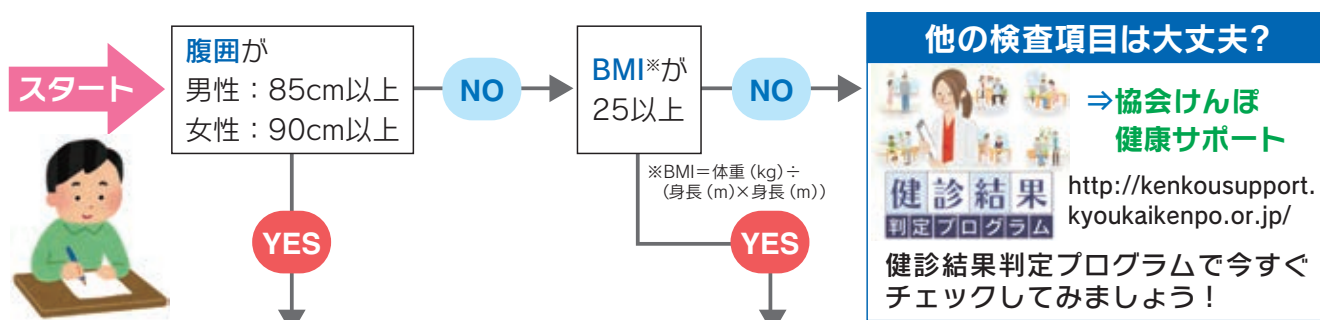 スタート
腹囲が
男性：85cm以上
女性：90cm以上
NO
YES
BMI※が
25以上
※BMI＝体重（kg）÷
（身長（m）×身長（m））
NO
YES
他の検査項目は大丈夫?
⇒協会けんぽ
健康サポート
健診結果
判定プログラム
http://kenkousupport.
kyoukaikenpo.or.jp/
健診結果判定プログラムで今すぐ
チェックしてみましょう！